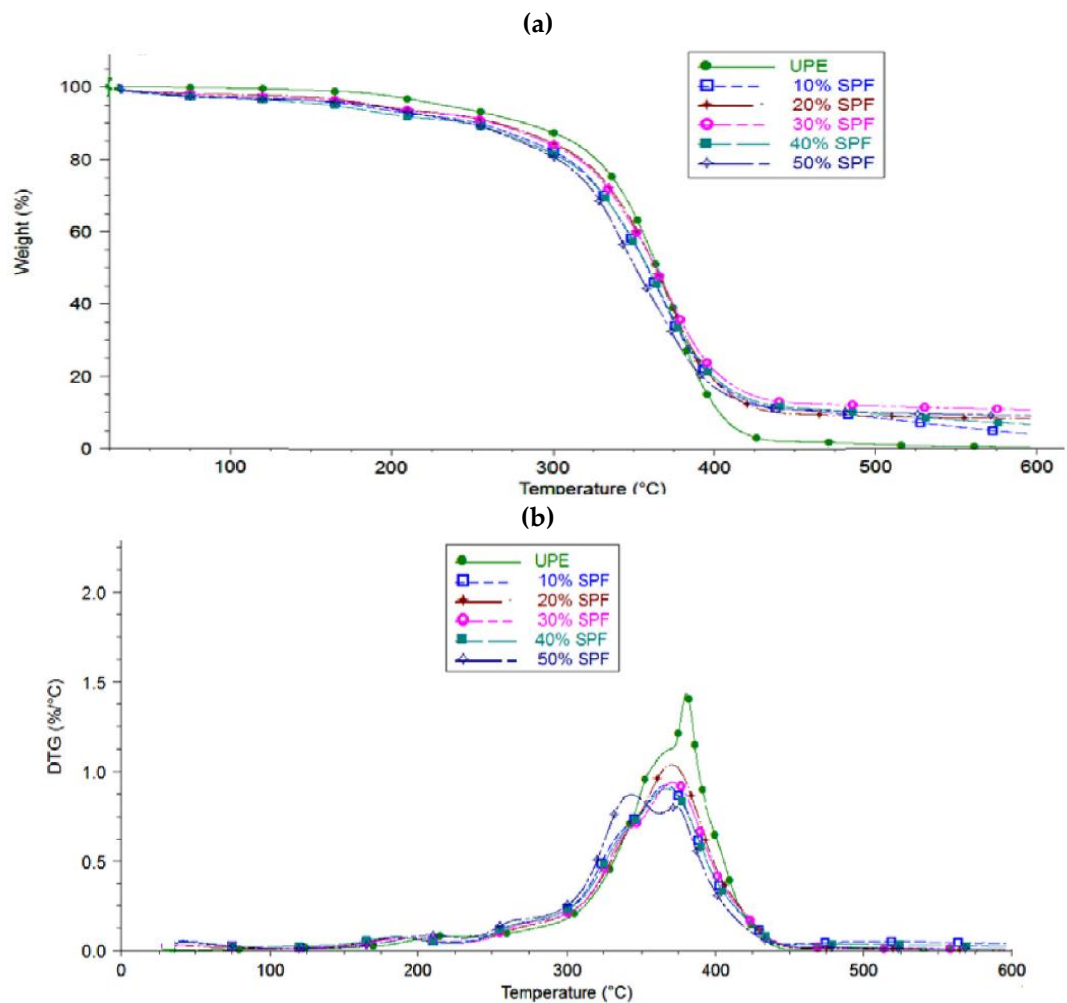 (a)
UPE
10% SPF
20% SPF
30% SPF
40% SPF
50% SPF
100
80
60
40
20
0
Weight (%)
100
200
300
400
500
600
Temperature (°C)
(b)
UPE
10% SPF
20% SPF
30% SPF
40% SPF
50% SPF
2.0
1.5
1.0
0.5
0.0
DTG (%/°C)
0
100
200
300
400
500
600
Temperature (°C)